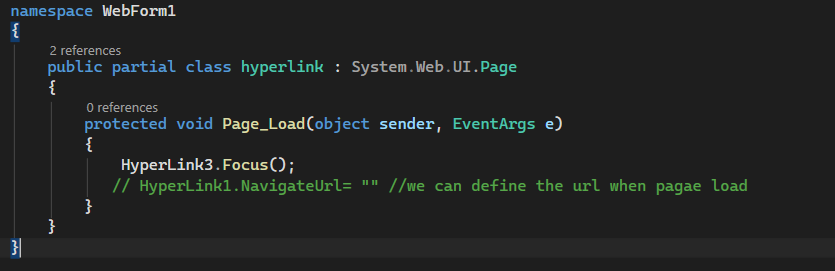 namespace WebForm1
{
2 references
public partial class hyperlink : System.Web.UI.Page
{
0 references
protected void Page_Load(object sender, EventArgs e)
{
HyperLink3.Focus();
// HyperLink1.NavigateUrl= "" //we can define the url when pagae load
}
}
}